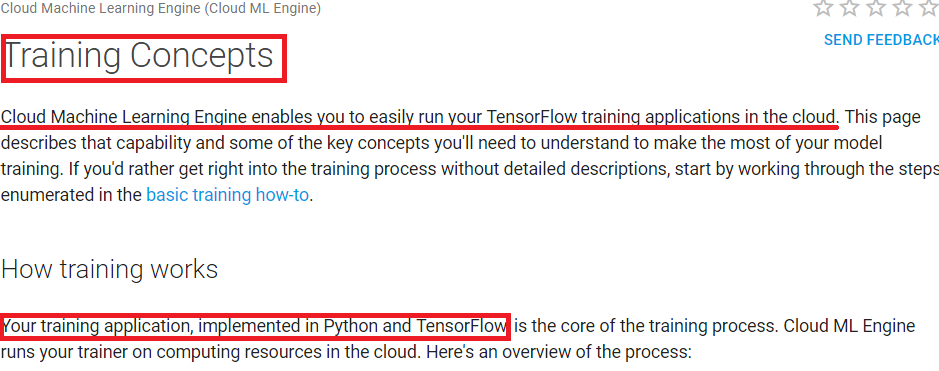 Cloud Machine Learning Engine (Cloud ML Engine)
SEND FEEDBACK
Training Concepts
Cloud Machine Learning Engine enables you to easily run your TensorFlow training applications in the cloud. This page
describes that capability and some of the key concepts you'll need to understand to make the most of your model
training. If you'd rather get right into the training process without detailed descriptions, start by working through the steps
enumerated in the basic training how-to.
How training works
Your training application, implemented in Python and TensorFlow, is the core of the training process. Cloud ML Engine
runs your trainer on computing resources in the cloud. Here's an overview of the process: